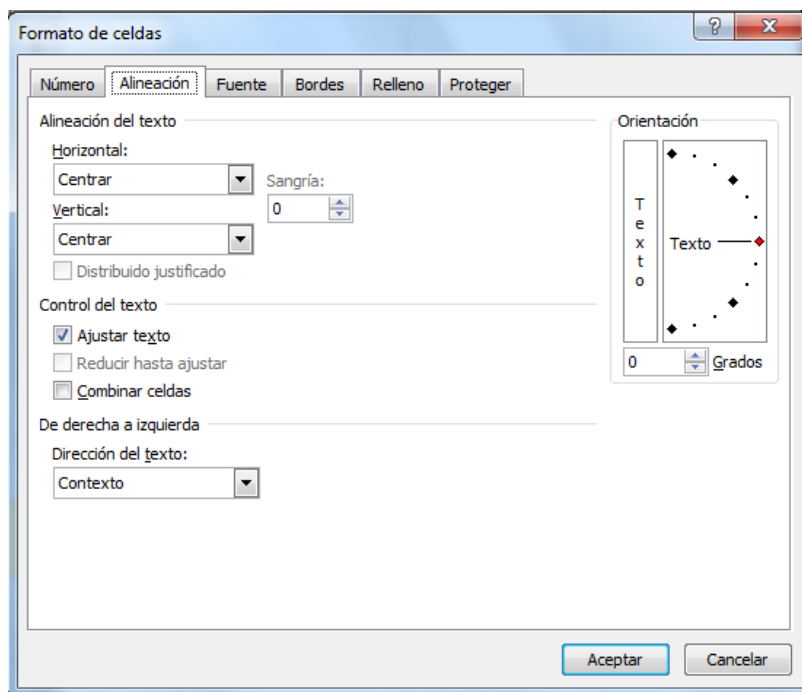 Formato de celdas
Número Alineación Fuente Bordes Relleno Proteger
Alineación del texto
Horizontal:
Centrar
Sangría:
0
Vertical:
Centrar
Distribuido justificado
Control del texto
Ajustar texto
Reducir hasta ajustar
Combinar celdas
De derecha a izquierda
Dirección del texto:
Contexto
Orientación
Texto
Texto
0 Grados
Aceptar Cancelar